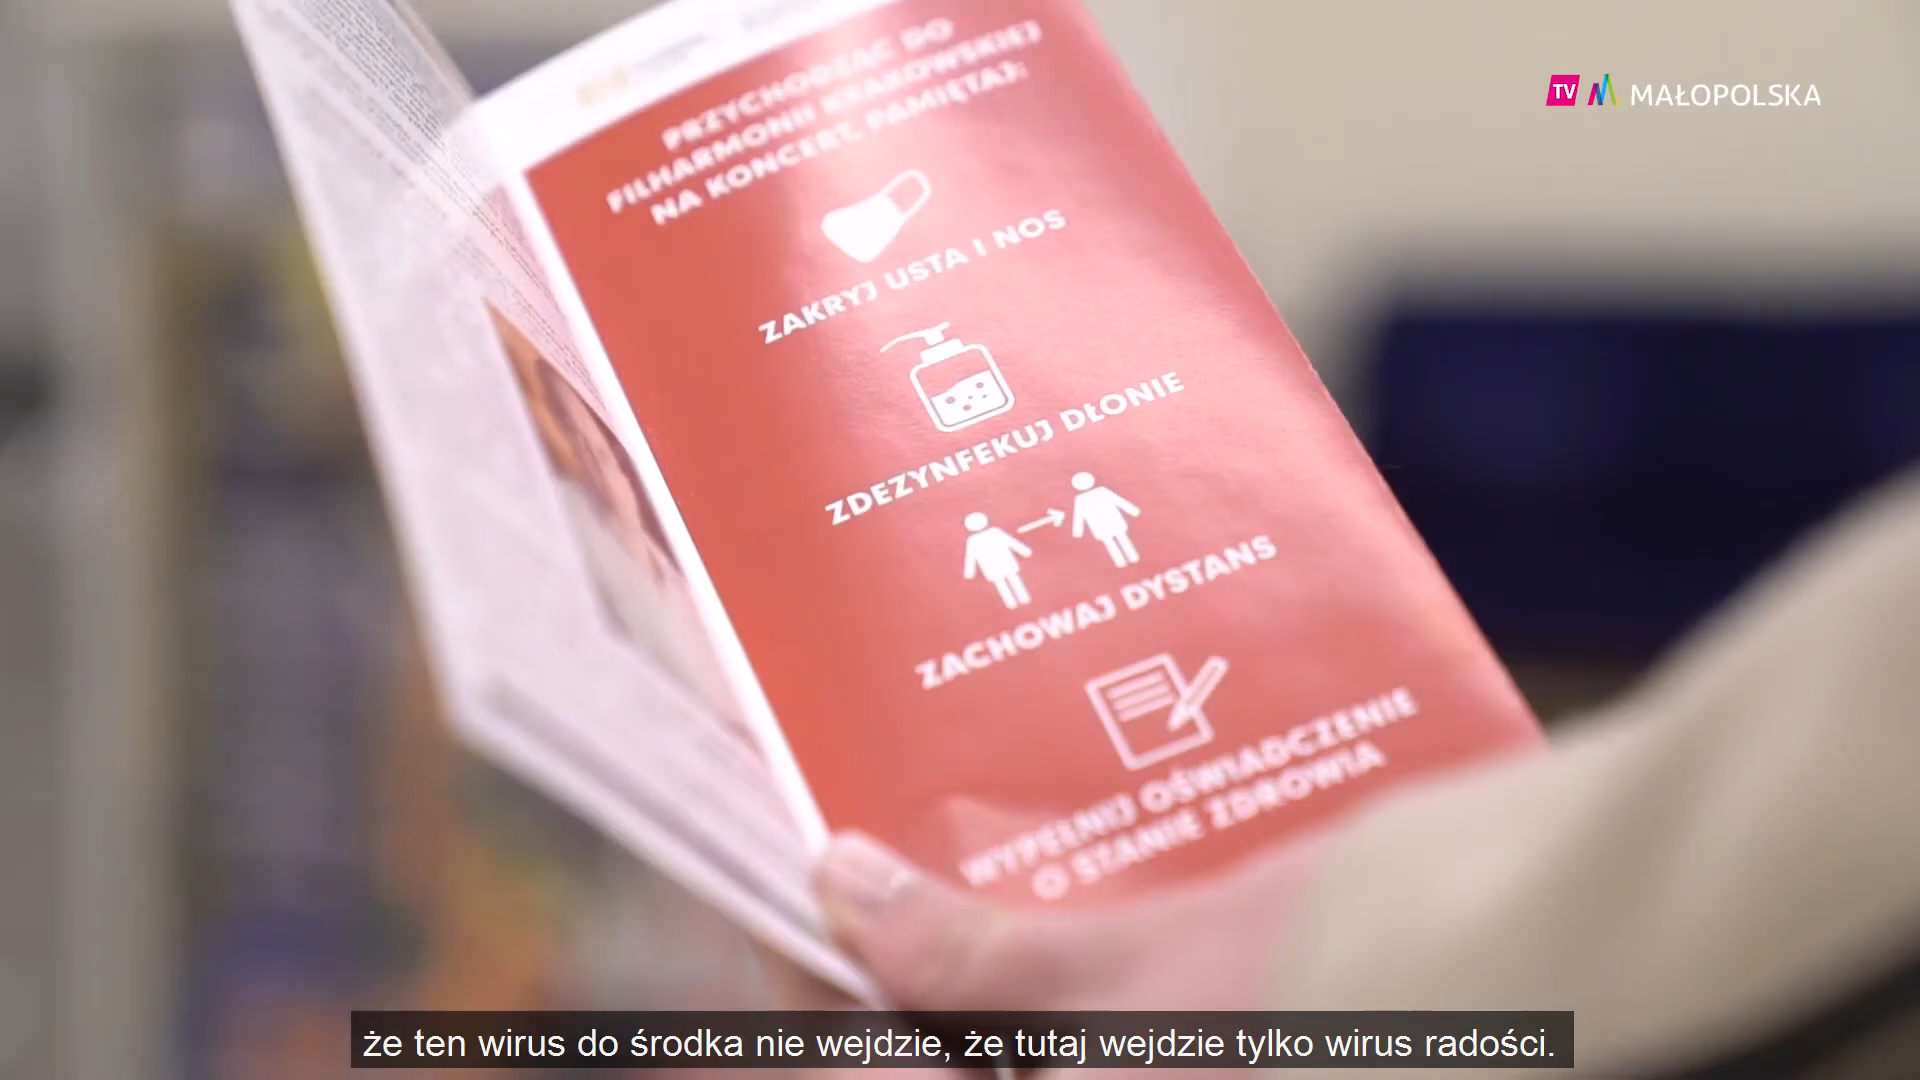 TV MAŁOPOLSKA
PRZYCHODZĄC DO
FILHARMONII KRAKOWSKIEJ
NA KONCERT, PAMIĘTAJ:
ZAKRYJ USTA I NOS
ZDEZYNFEKUJ DŁONIE
ZACHOWAJ DYSTANS
WYPEŁNIJ OŚWIADCZENIE
O STANIE ZDROWIA
że ten wirus do środka nie wejdzie, że tutaj wejdzie tylko wirus radości.